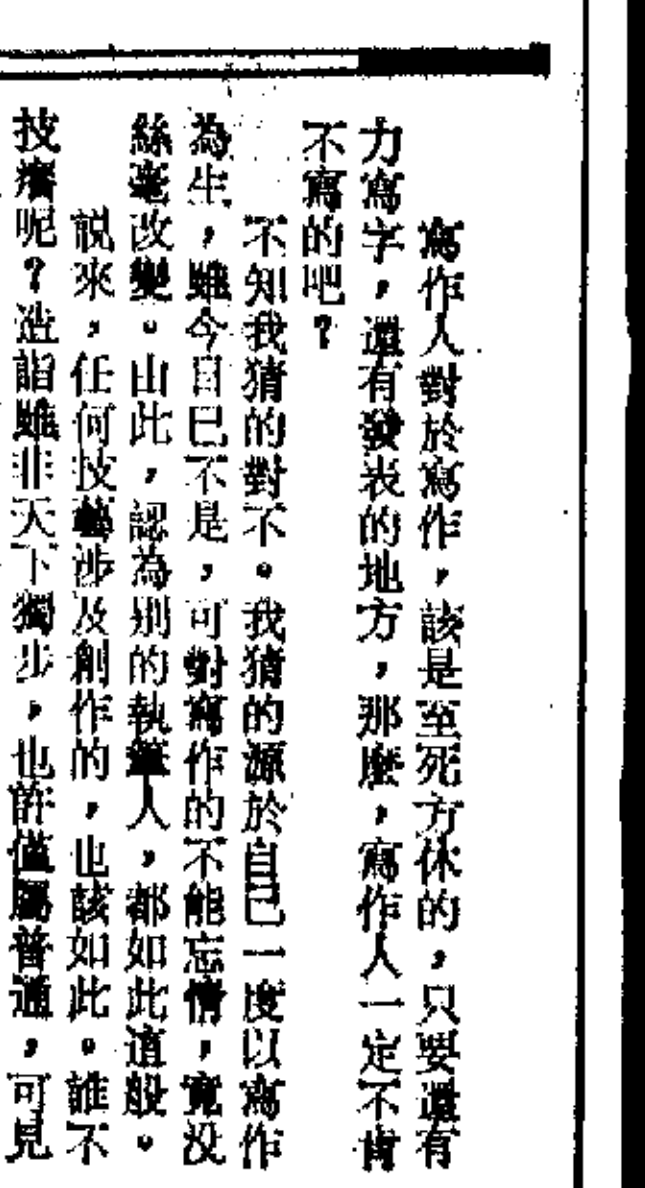 寫作人對於寫作，該是至死方休的，只要還有
力寫字，還有發表的地方，那麼，寫作人一定不肯
不寫的吧？
不知我猜的對不。我猜的源於自己一度以寫作
為生，雖今日已不是，可對寫作的不能忘情，竟没
絲毫改變。由此，認為別的執筆人，都如此這般。
說來，任何技藝涉及創作的，也該如此。誰不
技癢呢？造詣雖非天下獨步，也許僅屬普通，可見